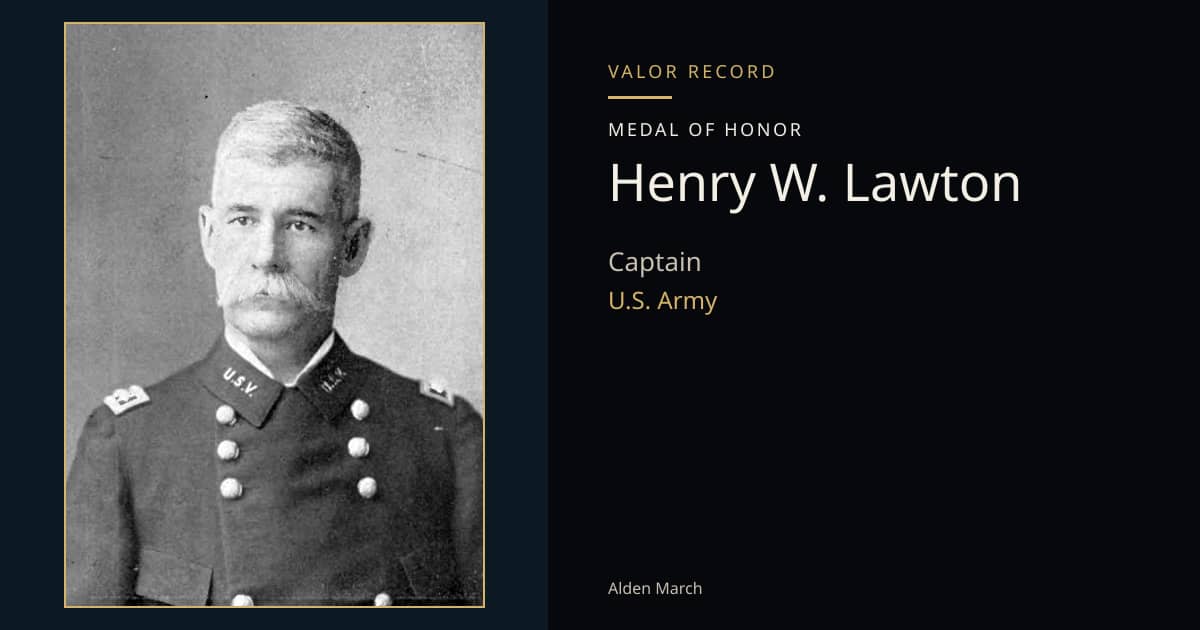 U.S.V.
U.S.V.
VALOR RECORD
MEDAL OF HONOR
Henry W. Lawton
Captain
U.S. Army
Alden March